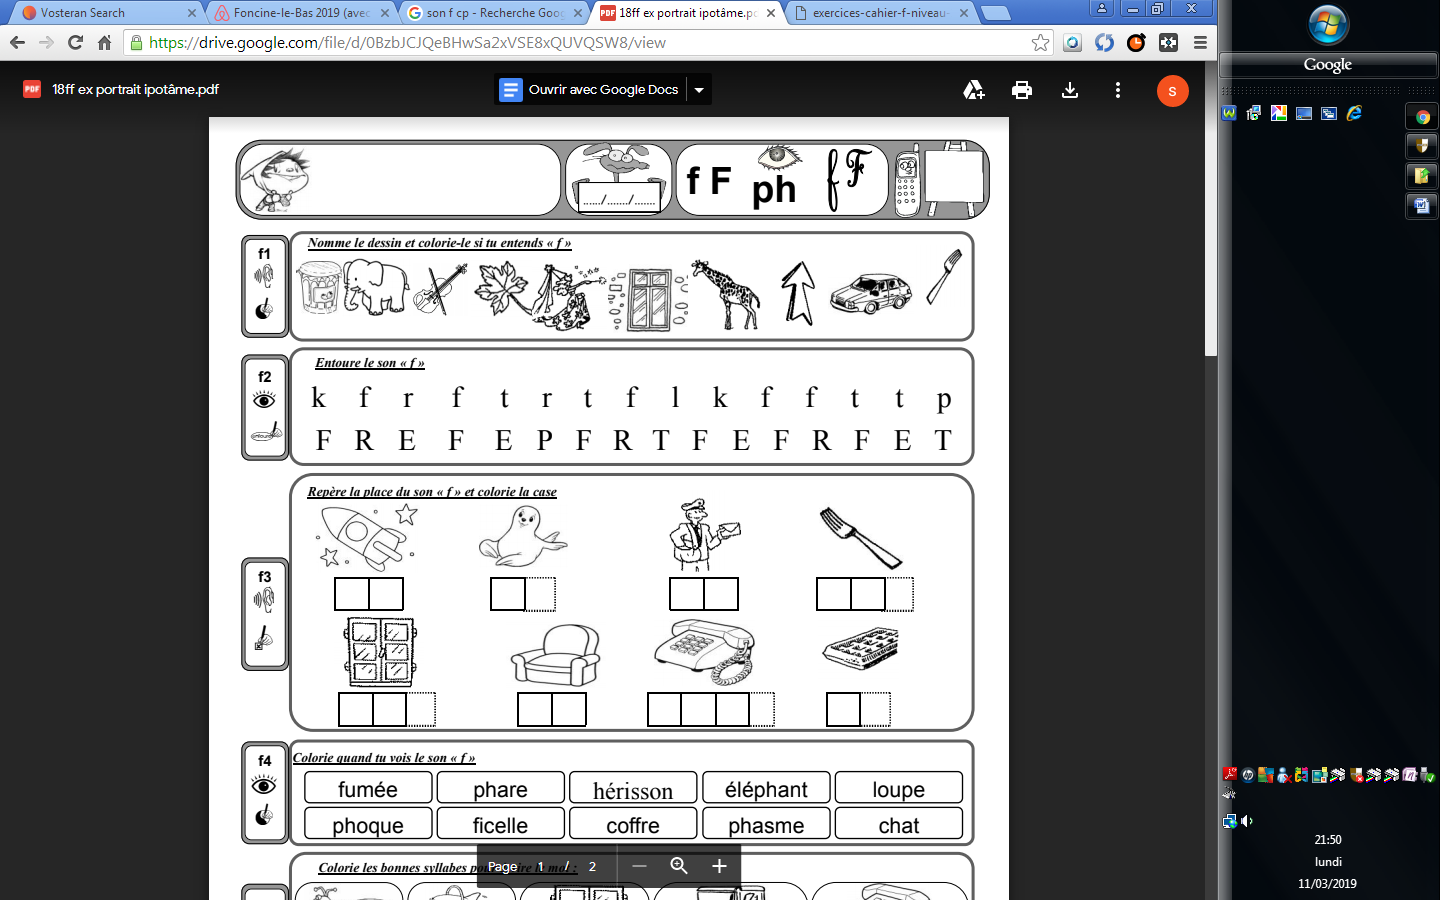 Vosteran Search
Foncine-le-Bas 2019 (avec
son f cp - Recherche Goog
18ff ex portrait ipotâme.pd
exercices-cahier-f-niveau-
https://drive.google.com/file/d/0BzbJCJQeBHwSa2xVSE8xQUVQSW8/view
Google
PDF
18ff ex portrait ipotâme.pdf
Ouvrir avec Google Docs
s
....../ ....../ ......
f F ph f F
f1
Nomme le dessin et colorie-le si tu entends « f »
f2
Entoure le son « f »
k f r f t r t f l k f f t t p
F R E F E P F R T F E F R F E T
f3
Repère la place du son « f » et colorie la case
f4
Colorie quand tu vois le son « f »
fumée phare hérisson éléphant loupe
phoque ficelle coffre phasme chat
Colorie les bonnes syllabes
Page 1 / 2
21:50
lundi
11/03/2019